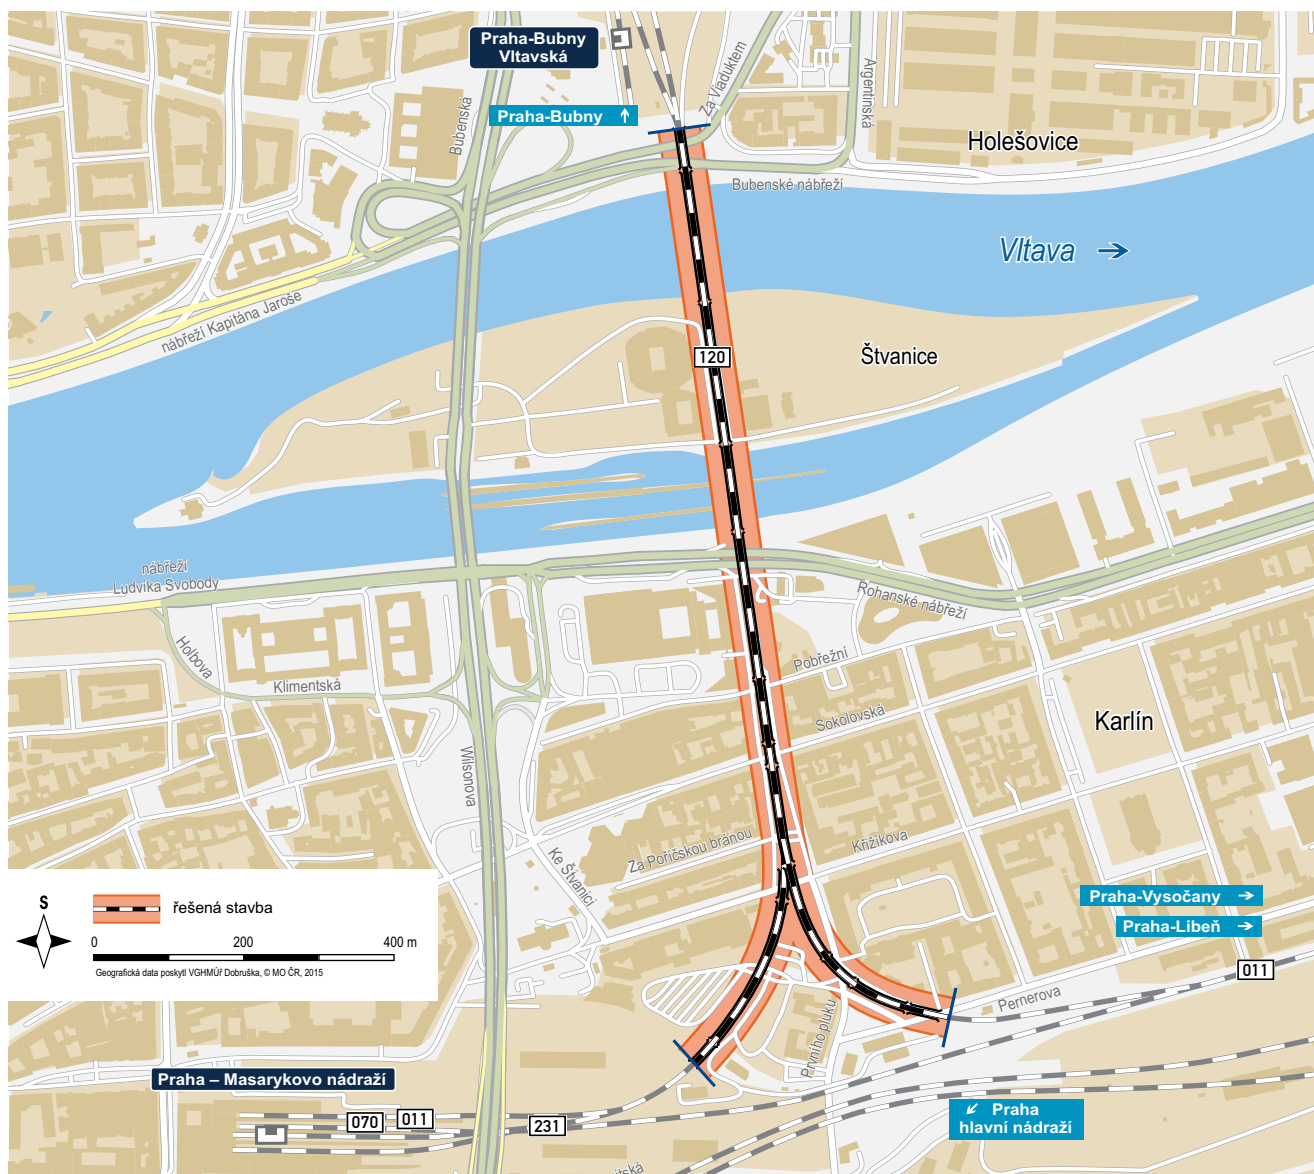 Praha-Bubny
Vltavská
Praha-Bubny ↑
Za Viaduktem
Argentinská
Bubenská
Holešovice
Bubenské nábřeží
Vltava →
nábřeží Kapitána Jaroše
120
Štvanice
nábřeží
Ludvíka Svobody
Rohanské nábřeží
Holbova
Klimentská
Pobřežní
Sokolovská
Karlín
Wilsonova
Za Poříčskou bránou
Křižíkova
Ke Štvanici
Praha-Vysočany →
Praha-Libeň →
011
S
řešená stavba
0 200 400 m
Geografická data poskytl VGHMÚř Dobruška, © MO ČR, 2015
Pernerova
Prvního pluku
Praha – Masarykovo nádraží
070
011
231
↙ Praha
hlavní nádraží